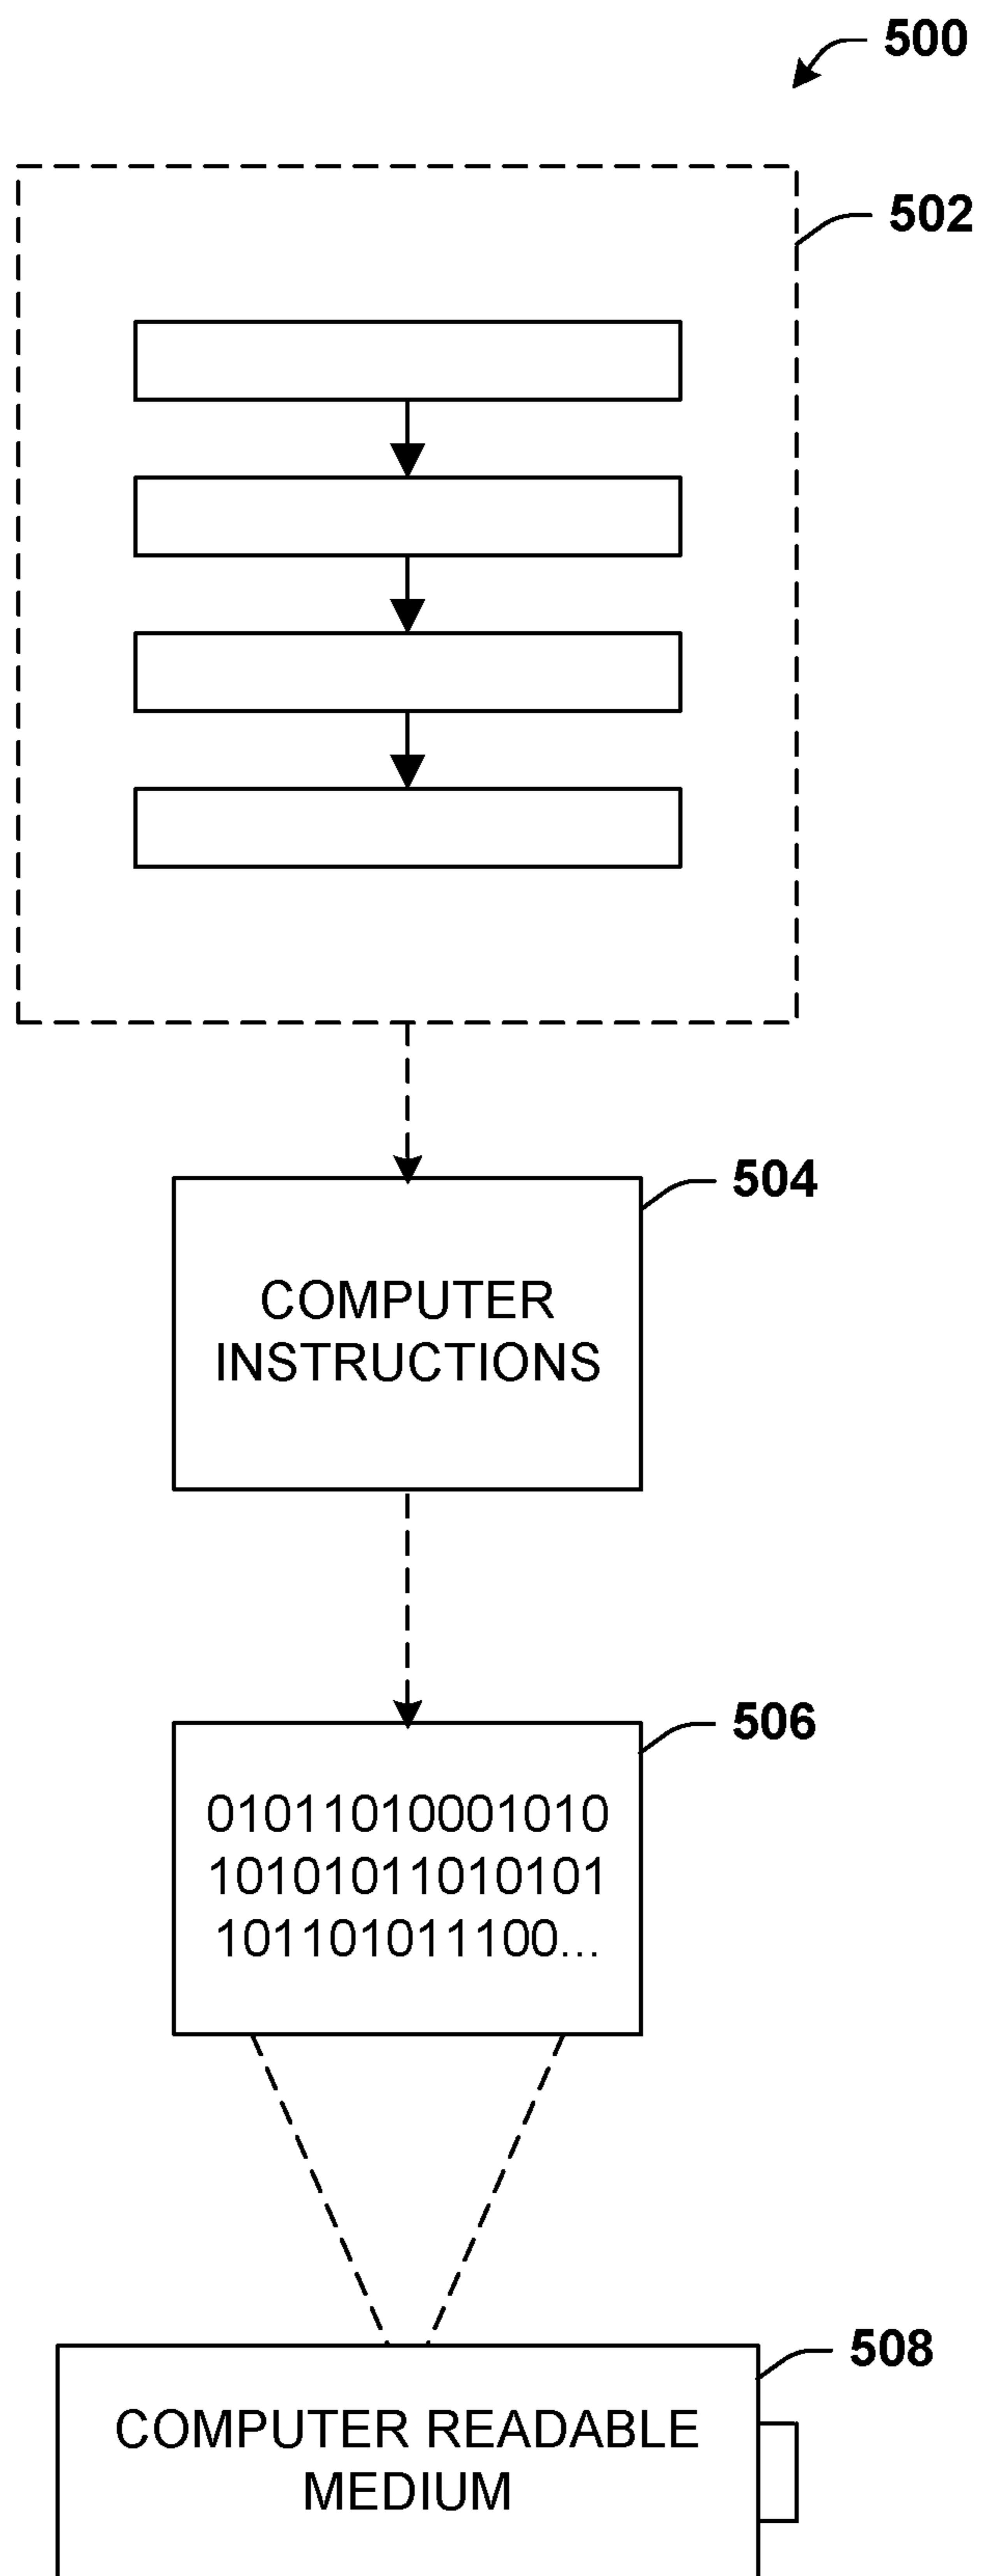 500
502
504
COMPUTER
INSTRUCTIONS
506
01011010001010
10101011010101
101101011100...
508
COMPUTER READABLE
MEDIUM